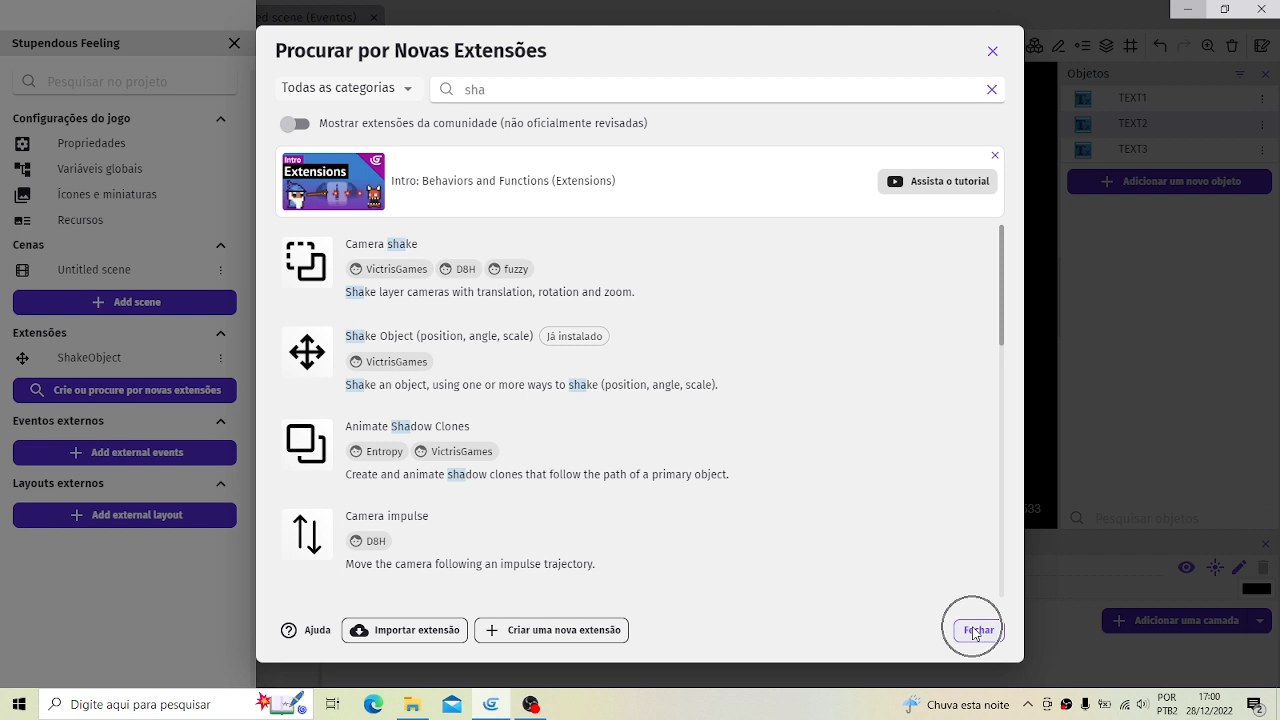 ed scene (Eventos)
Stupendous Feeling
Pesquisar no projeto
Configurações do jogo
Propriedades
Variáveis globais
Ícones e miniaturas
Recursos
Cenas
Untitled scene
Add scene
Extensões
ShakeObject
Crie ou procure por novas extensões
Eventos externos
Add external events
Layouts externos
Add external layout
Procurar por Novas Extensões
Todas as categorias
sha
Mostrar extensões da comunidade (não oficialmente revisadas)
Intro
Extensions
Intro: Behaviors and Functions (Extensions)
Assista o tutorial
Camera shake
VictrisGames D8H fuzzy
Shake layer cameras with translation, rotation and zoom.
Shake Object (position, angle, scale) Já instalado
VictrisGames
Shake an object, using one or more ways to shake (position, angle, scale).
Animate Shadow Clones
Entropy VictrisGames
Create and animate shadow clones that follow the path of a primary object.
Camera impulse
D8H
Move the camera following an impulse trajectory.
Ajuda
Importar extensão
Criar uma nova extensão
Fechar
Objetos
TEXT1
TEXT2
TEXT3
Adicionar um novo objeto
533
Pesquisar objetos
Adicionar uma camada
Digite aqui para pesquisar
Chuva neste
POR
PTB2
17:00
28/12/2022
2